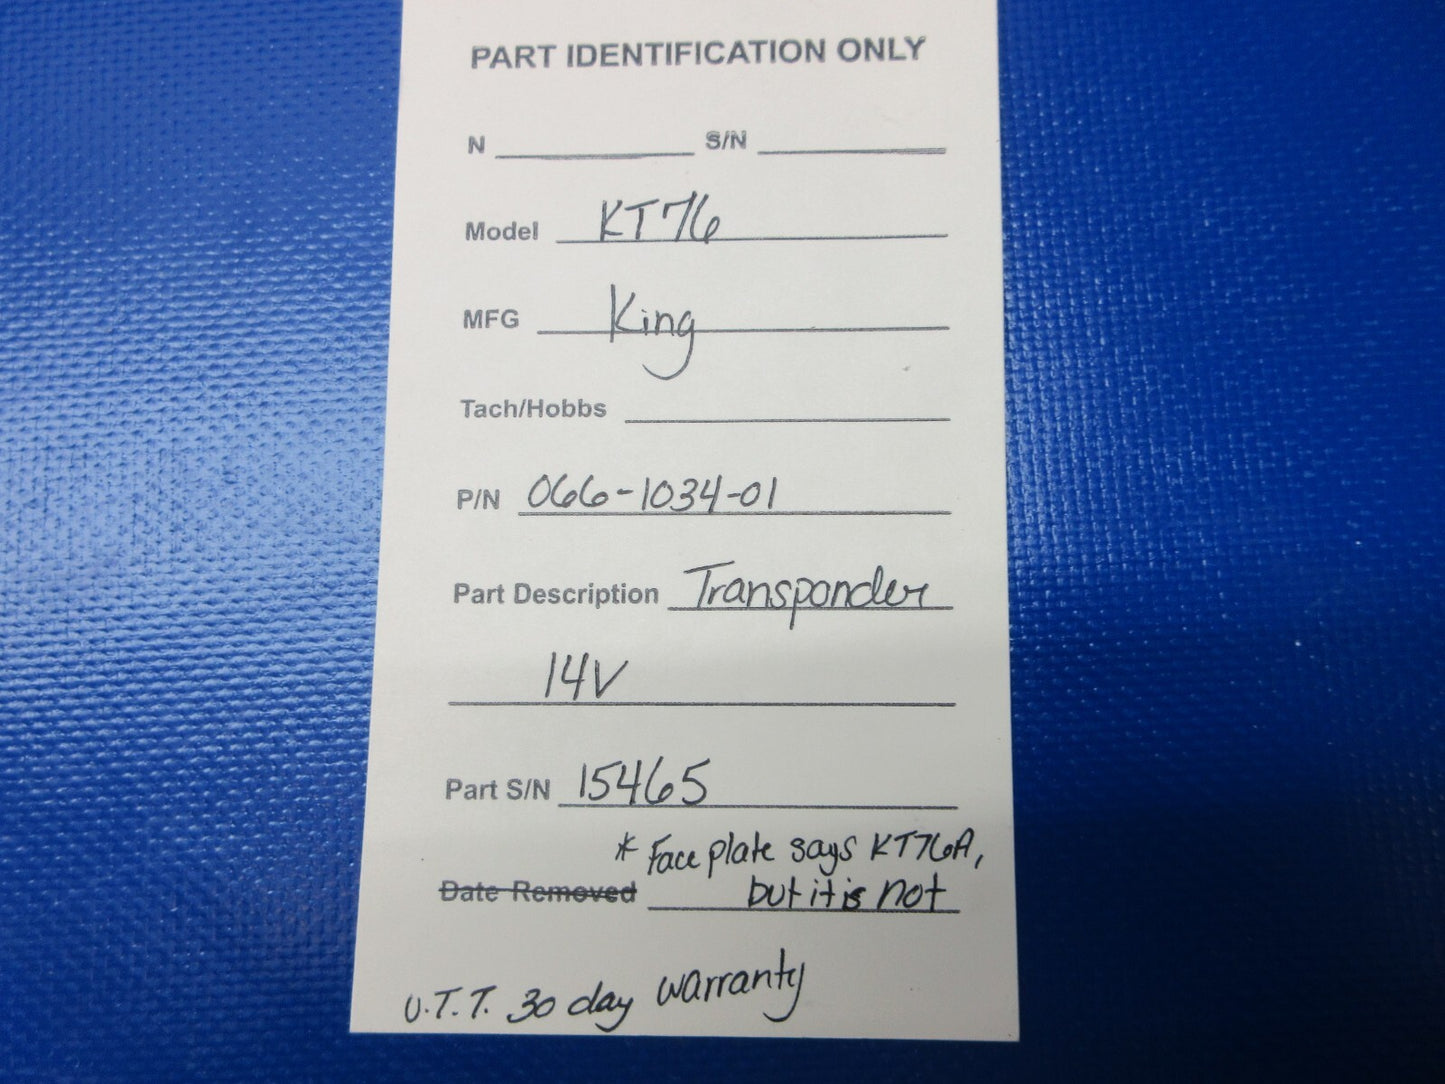 PART IDENTIFICATION ONLY
N S/N
Model KT76
MFG King
Tach/Hobbs
P/N 066-1034-01
Part Description Transponder
14V
Part S/N 15465
* Face plate says KT76A,
Date Removed but it is not
U.T.T. 30 day warranty